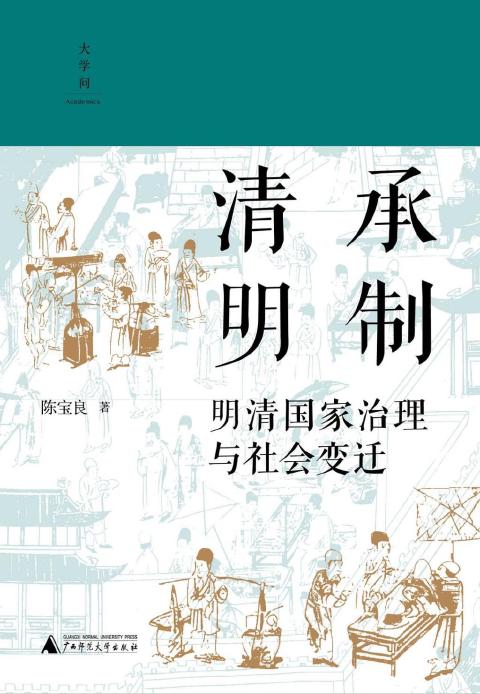 大学问
Academica
清承
明制
明清国家治理
与社会变迁
陈宝良 著
GUANGXI NORMAL UNIVERSITY PRESS
广西师范大学出版社